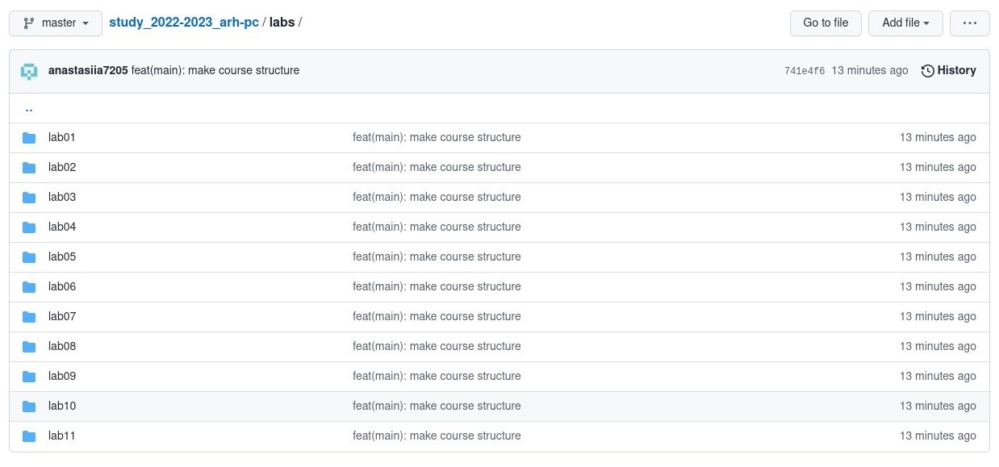 master study_2022-2023_arh-pc / labs / Go to file Add file ...
anastasiia7205 feat(main): make course structure 741e4f6 13 minutes ago History
..
lab01 feat(main): make course structure 13 minutes ago
lab02 feat(main): make course structure 13 minutes ago
lab03 feat(main): make course structure 13 minutes ago
lab04 feat(main): make course structure 13 minutes ago
lab05 feat(main): make course structure 13 minutes ago
lab06 feat(main): make course structure 13 minutes ago
lab07 feat(main): make course structure 13 minutes ago
lab08 feat(main): make course structure 13 minutes ago
lab09 feat(main): make course structure 13 minutes ago
lab10 feat(main): make course structure 13 minutes ago
lab11 feat(main): make course structure 13 minutes ago